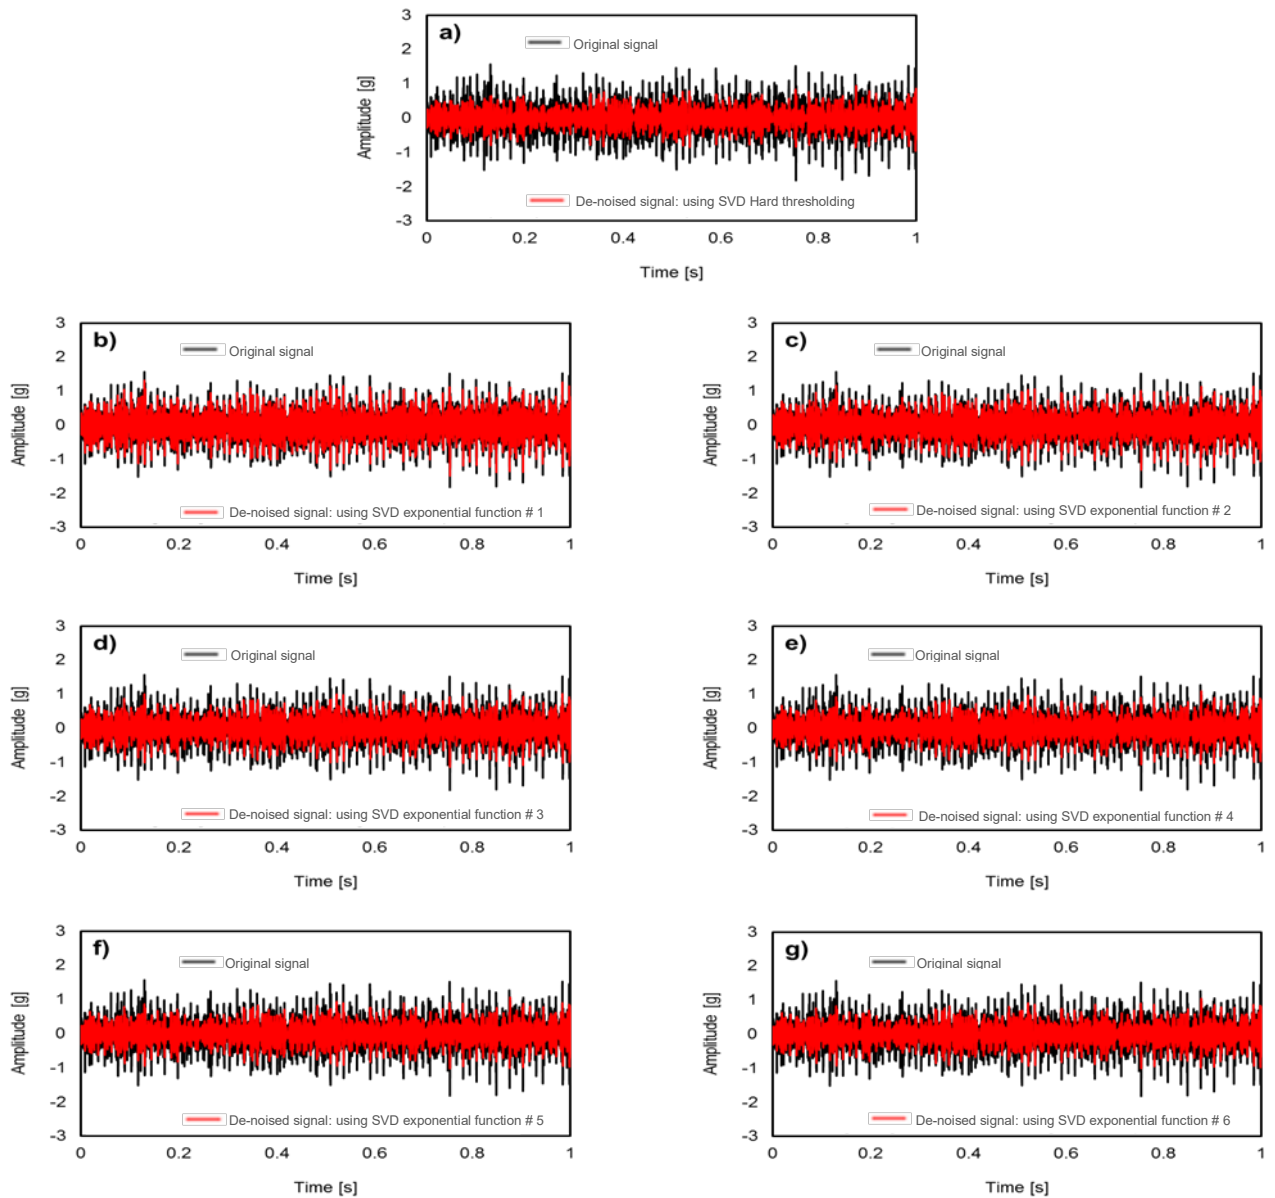 a)
Original signal
3
2
1
0
-1
-2
-3
Amplitude [g]
De-noised signal: using SVD Hard thresholding
0 0.2 0.4 0.6 0.8 1
Time [s]
b)
Original signal
3
2
1
0
-1
-2
-3
Amplitude [g]
De-noised signal: using SVD exponential function # 1
0 0.2 0.4 0.6 0.8 1
Time [s]
c)
Original signal
3
2
1
0
-1
-2
-3
Amplitude [g]
De-noised signal: using SVD exponential function # 2
0 0.2 0.4 0.6 0.8 1
Time [s]
d)
Original signal
3
2
1
0
-1
-2
-3
Amplitude [g]
De-noised signal: using SVD exponential function # 3
0 0.2 0.4 0.6 0.8 1
Time [s]
e)
Original signal
3
2
1
0
-1
-2
-3
Amplitude [g]
De-noised signal: using SVD exponential function # 4
0 0.2 0.4 0.6 0.8 1
Time [s]
f)
Original signal
3
2
1
0
-1
-2
-3
Amplitude [g]
De-noised signal: using SVD exponential function # 5
0 0.2 0.4 0.6 0.8 1
Time [s]
g)
Original signal
3
2
1
0
-1
-2
-3
Amplitude [g]
De-noised signal: using SVD exponential function # 6
0 0.2 0.4 0.6 0.8 1
Time [s]